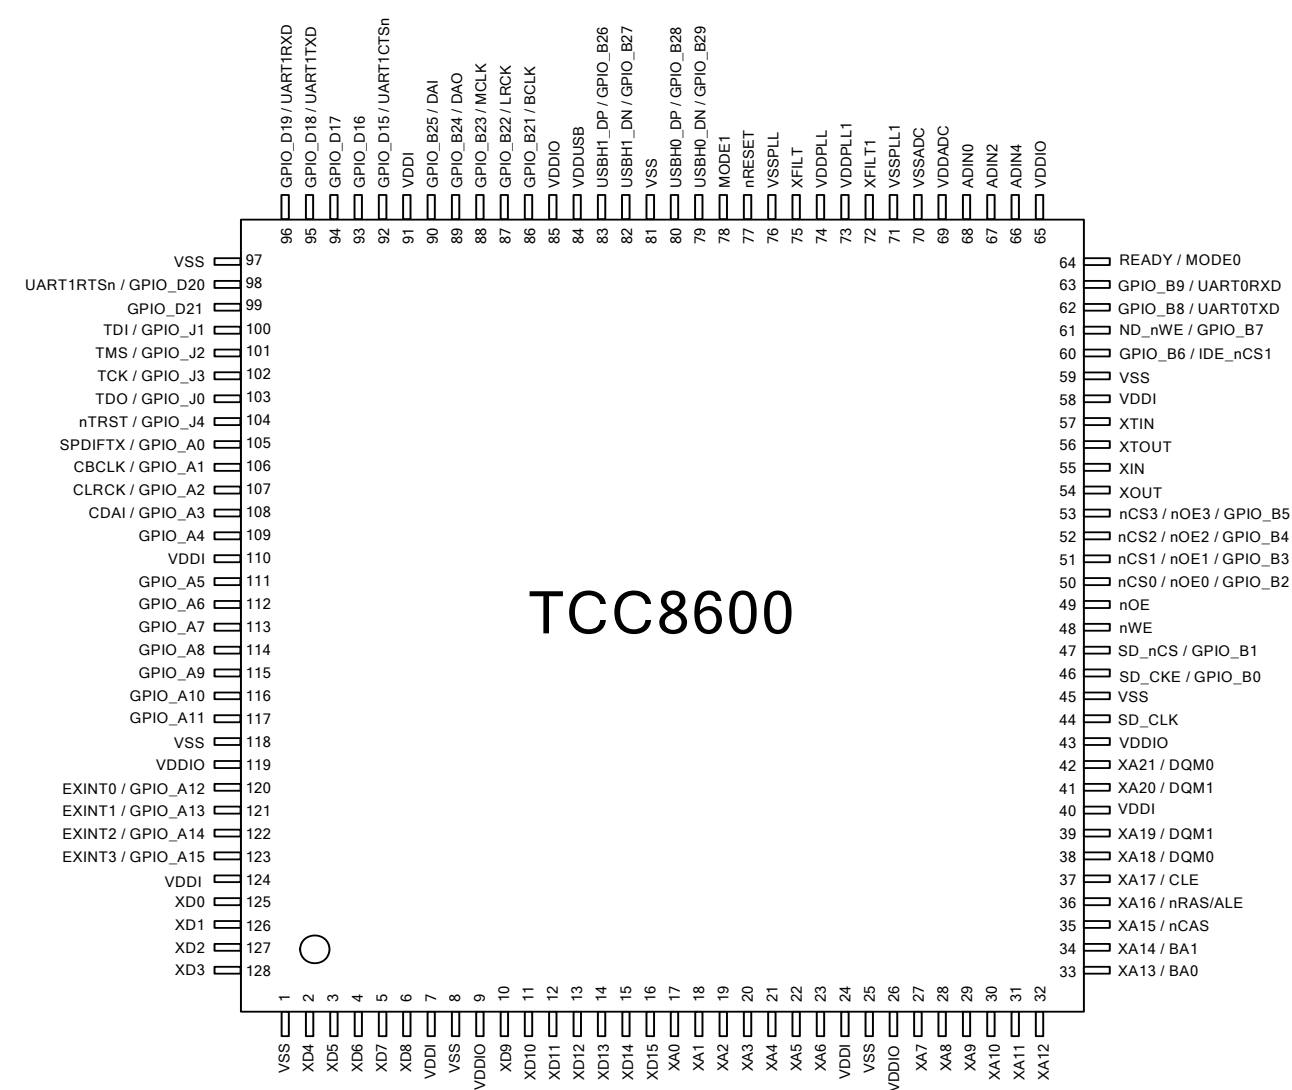 GPIO_D19 / UART1RXD
GPIO_D18 / UART1TXD
GPIO_D17
GPIO_D16
GPIO_D15 / UART1CTSn
VDDI
GPIO_B25 / DAI
GPIO_B24 / DAO
GPIO_B23 / MCLK
GPIO_B22 / LRCK
GPIO_B21 / BCLK
VDDIO
VDDUSB
USBH1_DP / GPIO_B26
USBH1_DN / GPIO_B27
VSS
USBH0_DP / GPIO_B28
USBH0_DN / GPIO_B29
MODE1
nRESET
VSSPLL
XFILT
VDDPLL
VDDPLL1
XFILT1
VSSPLL1
VSSADC
VDDADC
ADIN0
ADIN2
ADIN4
VDDIO
96 95 94 93 92 91 90 89 88 87 86 85 84 83 82 81 80 79 78 77 76 75 74 73 72 71 70 69 68 67 66 65
VSS 97
UART1RTSn / GPIO_D20 98
GPIO_D21 99
TDI / GPIO_J1 100
TMS / GPIO_J2 101
TCK / GPIO_J3 102
TDO / GPIO_J0 103
nTRST / GPIO_J4 104
SPDIFTX / GPIO_A0 105
CBCLK / GPIO_A1 106
CLRCK / GPIO_A2 107
CDAI / GPIO_A3 108
GPIO_A4 109
VDDI 110
GPIO_A5 111
GPIO_A6 112
GPIO_A7 113
GPIO_A8 114
GPIO_A9 115
GPIO_A10 116
GPIO_A11 117
VSS 118
VDDIO 119
EXINT0 / GPIO_A12 120
EXINT1 / GPIO_A13 121
EXINT2 / GPIO_A14 122
EXINT3 / GPIO_A15 123
VDDI 124
XD0 125
XD1 126
XD2 127
XD3 128
TCC8600
64 READY / MODE0
63 GPIO_B9 / UART0RXD
62 GPIO_B8 / UART0TXD
61 ND_nWE / GPIO_B7
60 GPIO_B6 / IDE_nCS1
59 VSS
58 VDDI
57 XTIN
56 XTOUT
55 XIN
54 XOUT
53 nCS3 / nOE3 / GPIO_B5
52 nCS2 / nOE2 / GPIO_B4
51 nCS1 / nOE1 / GPIO_B3
50 nCS0 / nOE0 / GPIO_B2
49 nOE
48 nWE
47 SD_nCS / GPIO_B1
46 SD_CKE / GPIO_B0
45 VSS
44 SD_CLK
43 VDDIO
42 XA21 / DQM0
41 XA20 / DQM1
40 VDDI
39 XA19 / DQM1
38 XA18 / DQM0
37 XA17 / CLE
36 XA16 / nRAS/ALE
35 XA15 / nCAS
34 XA14 / BA1
33 XA13 / BA0
1 2 3 4 5 6 7 8 9 10 11 12 13 14 15 16 17 18 19 20 21 22 23 24 25 26 27 28 29 30 31 32
VSS
XD4
XD5
XD6
XD7
XD8
VDDI
VSS
VDDIO
XD9
XD10
XD11
XD12
XD13
XD14
XD15
XA0
XA1
XA2
XA3
XA4
XA5
XA6
VDDI
VSS
VDDIO
XA7
XA8
XA9
XA10
XA11
XA12